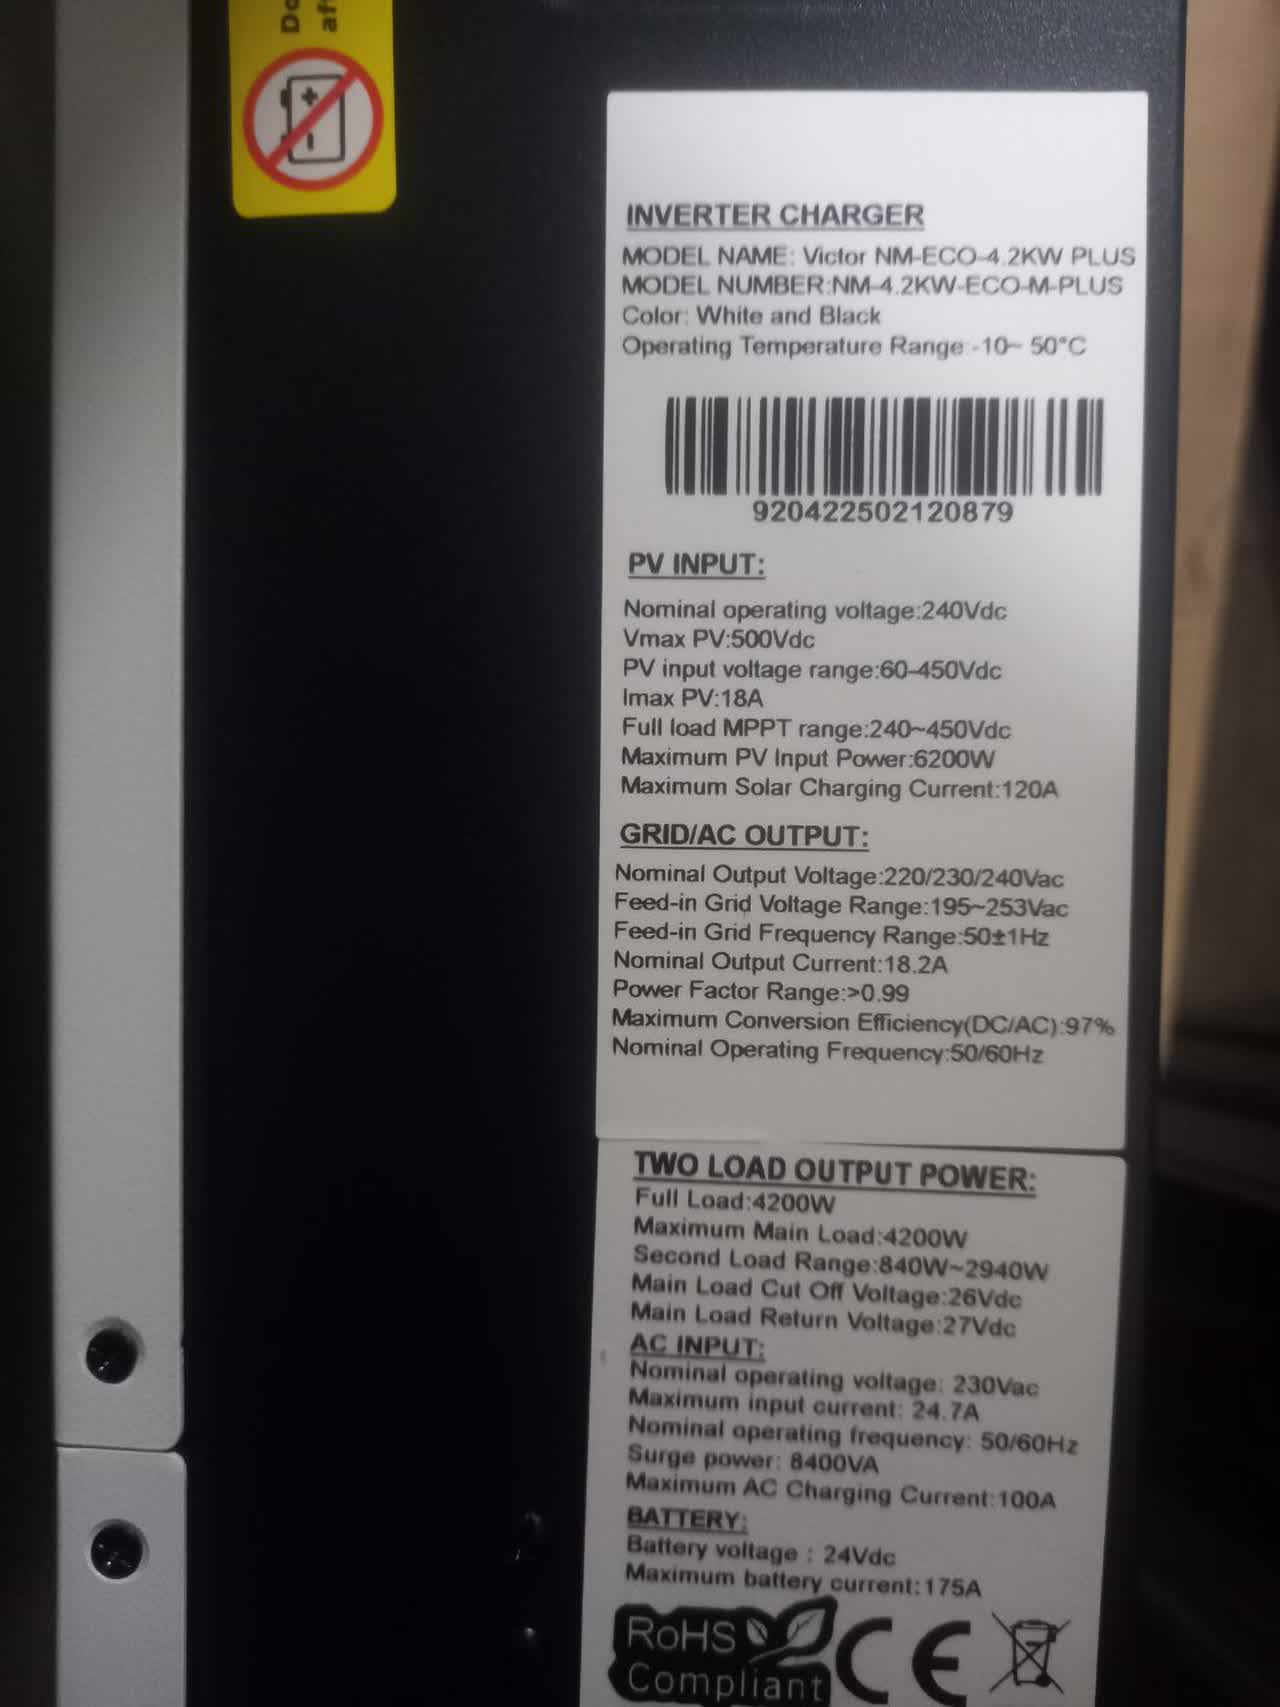 INVERTER CHARGER
MODEL NAME: Victor NM-ECO-4.2KW PLUS
MODEL NUMBER:NM-4.2KW-ECO-M-PLUS
Color: White and Black
Operating Temperature Range:-10~ 50°C
920422502120879
PV INPUT:
Nominal operating voltage:240Vdc
Vmax PV:500Vdc
PV input voltage range:60-450Vdc
Imax PV:18A
Full load MPPT range:240~450Vdc
Maximum PV Input Power:6200W
Maximum Solar Charging Current:120A
GRID/AC OUTPUT:
Nominal Output Voltage:220/230/240Vac
Feed-in Grid Voltage Range:195~253Vac
Feed-in Grid Frequency Range:50±1Hz
Nominal Output Current:18.2A
Power Factor Range:>0.99
Maximum Conversion Efficiency(DC/AC):97%
Nominal Operating Frequency:50/60Hz
TWO LOAD OUTPUT POWER:
Full Load:4200W
Maximum Main Load:4200W
Second Load Range:840W~2940W
Main Load Cut Off Voltage:26Vdc
Main Load Return Voltage:27Vdc
AC INPUT:
Nominal operating voltage: 230Vac
Maximum input current: 24.7A
Nominal operating frequency: 50/60Hz
Surge power: 8400VA
Maximum AC Charging Current:100A
BATTERY:
Battery voltage : 24Vdc
Maximum battery current:175A
RoHS
Compliant
CE